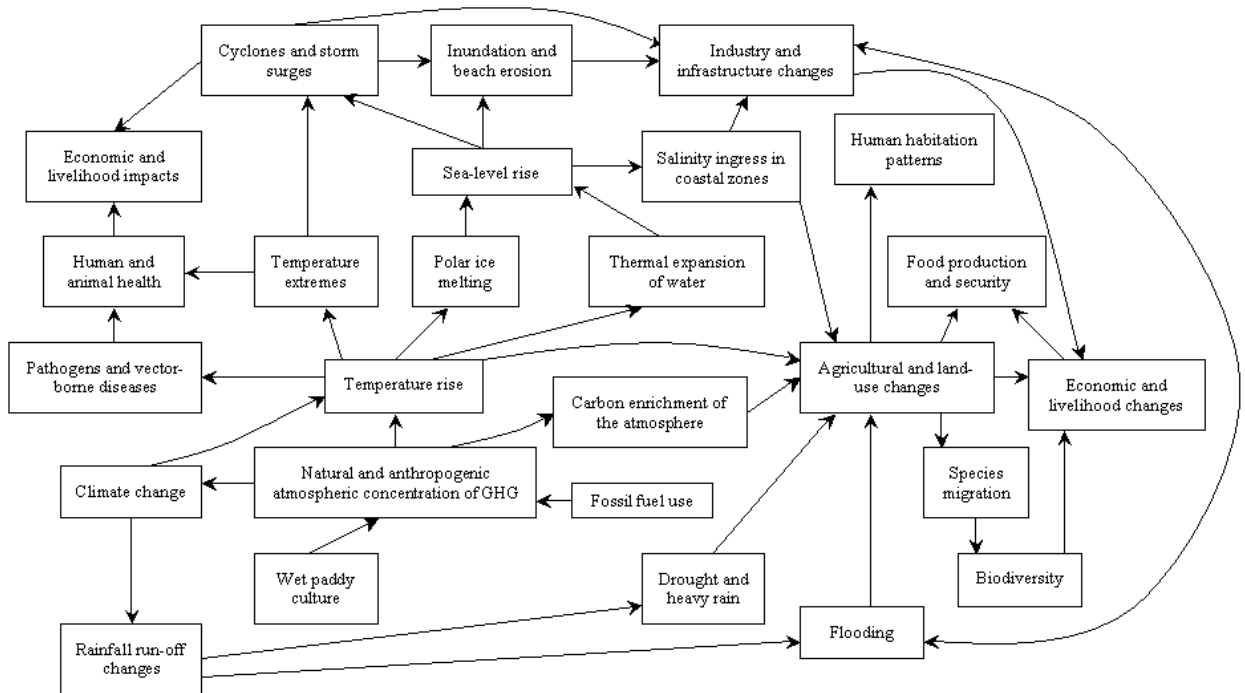 Cyclones and storm
surges
Inundation and
beach erosion
Industry and
infrastructure changes
Economic and
livelihood impacts
Sea-level rise
Salinity ingress in
coastal zones
Human habitation
patterns
Human and
animal health
Temperature
extremes
Polar ice
melting
Thermal expansion
of water
Food production
and security
Pathogens and vector-
borne diseases
Temperature rise
Carbon enrichment of
the atmosphere
Agricultural and land-
use changes
Economic and
livelihood changes
Climate change
Natural and anthropogenic
atmospheric concentration of GHG
Fossil fuel use
Species
migration
Wet paddy
culture
Drought and
heavy rain
Biodiversity
Rainfall run-off
changes
Flooding